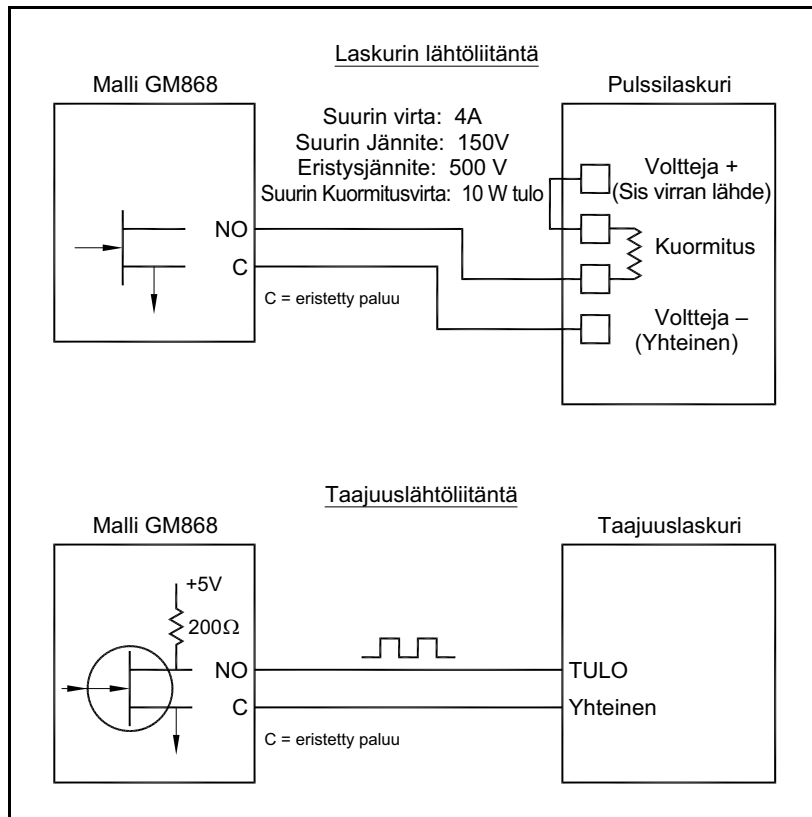 Laskurin lähtöliitäntä
Malli GM868
Pulssilaskuri
Suurin virta: 4A
Suurin Jännite: 150V
Eristysjännite: 500 V
Suurin Kuormitusvirta: 10 W tulo
Voltteja +
(Sis virran lähde)
NO
Kuormitus
C
C = eristetty paluu
Voltteja –
(Yhteinen)
Taajuuslähtöliitäntä
Malli GM868
Taajuuslaskuri
+5V
200Ω
NO
TULO
C
Yhteinen
C = eristetty paluu